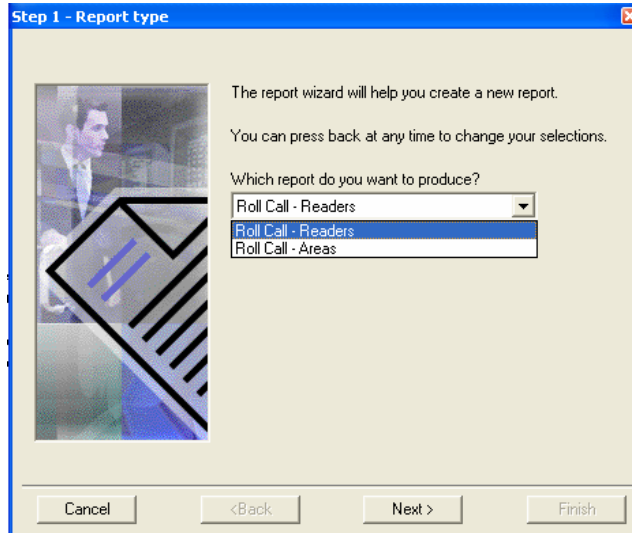 Step 1 - Report type
The report wizard will help you create a new report.
You can press back at any time to change your selections.
Which report do you want to produce?
Roll Call - Readers
Roll Call - Readers
Roll Call - Areas
Cancel
<Back
Next >
Finish